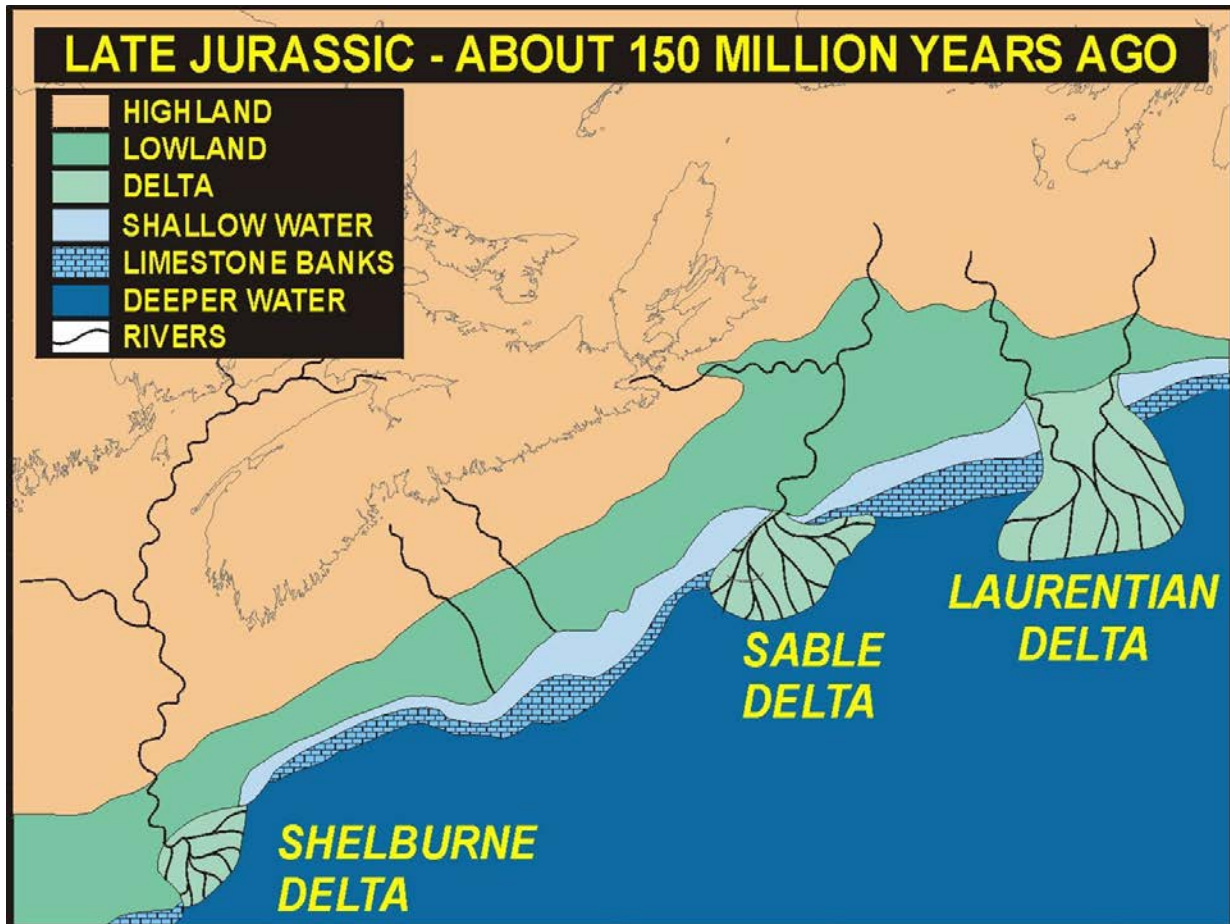 LATE JURASSIC - ABOUT 150 MILLION YEARS AGO
HIGHLAND
LOWLAND
DELTA
SHALLOW WATER
LIMESTONE BANKS
DEEPER WATER
RIVERS
LAURENTIAN
DELTA
SABLE
DELTA
SHELBURNE
DELTA